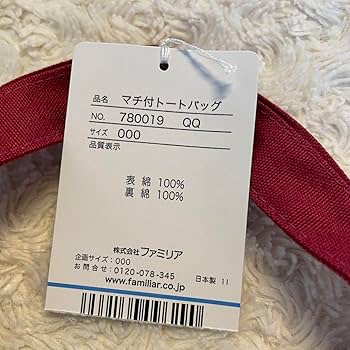 品名 マチ付トートバッグ
NO. 780019 QQ
サイズ 000
品質表示
表 綿 100%
裏 綿 100%
株式会社ファミリア
企画サイズ:000
お問合せ:0120-078-345
日本製 11
www.familiar.co.jp